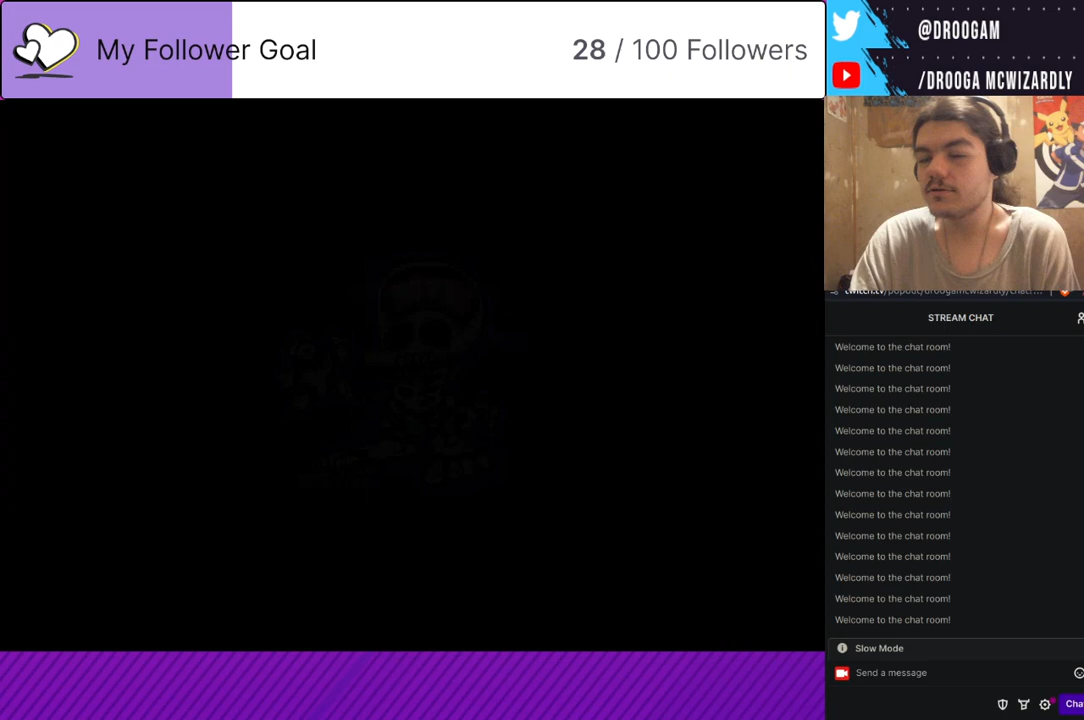 My Follower Goal
28 / 100 Followers
@DROOGAM
/DROOGA MCWIZARDLY
STREAM CHAT
Welcome to the chat room!
Welcome to the chat room!
Welcome to the chat room!
Welcome to the chat room!
Welcome to the chat room!
Welcome to the chat room!
Welcome to the chat room!
Welcome to the chat room!
Welcome to the chat room!
Welcome to the chat room!
Welcome to the chat room!
Welcome to the chat room!
Welcome to the chat room!
Welcome to the chat room!
Slow Mode
Send a message
Cha